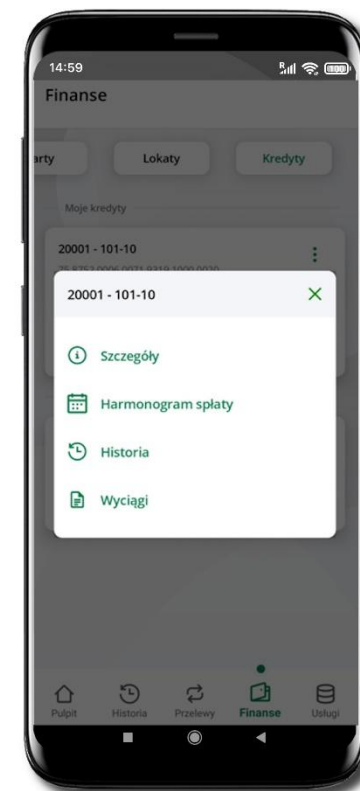 14:59
R
Finanse
arty
Lokaty
Kredyty
Moje kredyty
20001 - 101-10
20001 - 101-10
Szczegóły
Harmonogram spłaty
Historia
Wyciągi
Pulpit
Historia
Przelewy
Finanse
Usługi